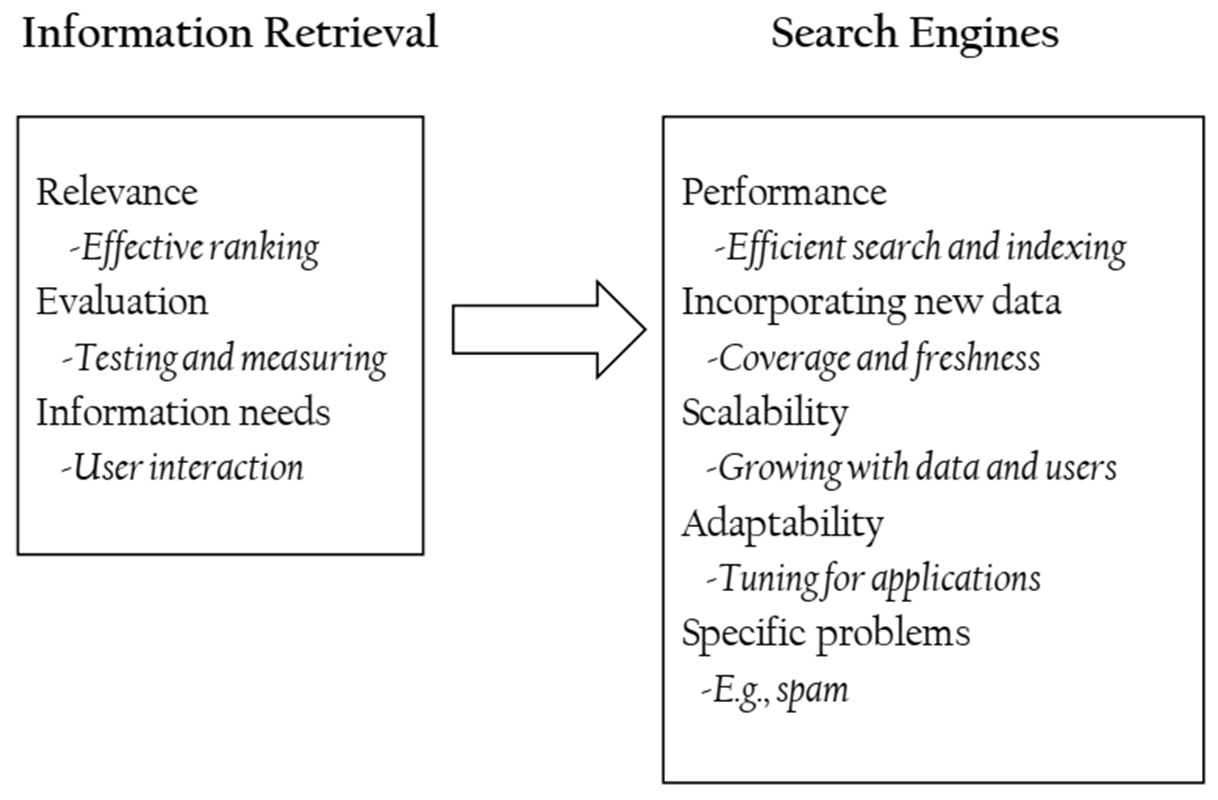 Information Retrieval
Search Engines
Relevance
-Effective ranking
Evaluation
-Testing and measuring
Information needs
-User interaction
Performance
-Efficient search and indexing
Incorporating new data
-Coverage and freshness
Scalability
-Growing with data and users
Adaptability
-Tuning for applications
Specific problems
-E.g., spam